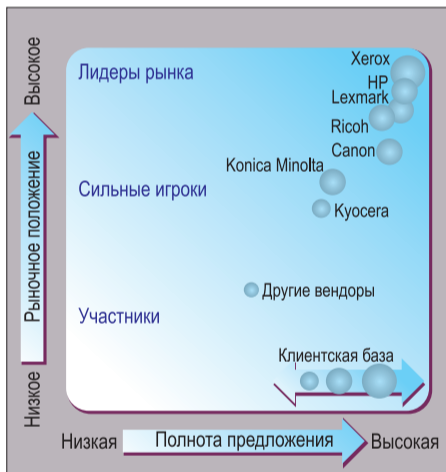 Высокое
Рыночное положение
Низкое
Лидеры рынка
Xerox
HP
Lexmark
Ricoh
Canon
Konica Minolta
Сильные игроки
Kyocera
Другие вендоры
Участники
Клиентская база
Низкая
Полнота предложения
Высокая